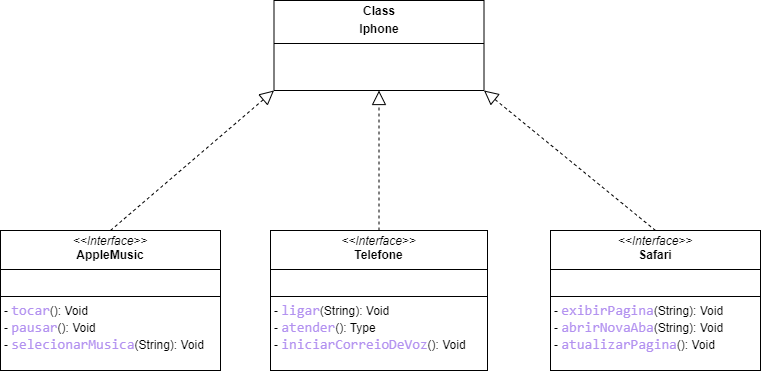 Class
Iphone
<<Interface>>
AppleMusic
- tocar(): Void
- pausar(): Void
- selecionarMusica(String): Void
<<Interface>>
Telefone
- ligar(String): Void
- atender(): Type
- iniciarCorreioDeVoz(): Void
<<Interface>>
Safari
- exibirPagina(String): Void
- abrirNovaAba(String): Void
- atualizarPagina(): Void